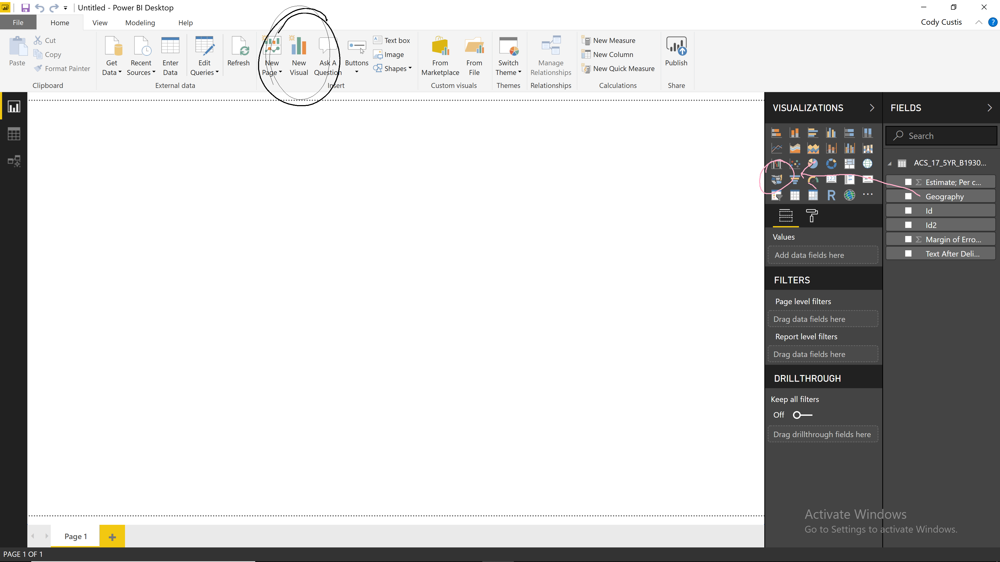 Untitled - Power BI Desktop
File Home View Modeling Help Cody Custis ?
Paste
Cut
Copy
Format Painter
Clipboard
Get Data
Recent Sources
Enter Data
Edit Queries
Refresh
External data
New Page
New Visual
Ask A Question
Buttons
Text box
Image
Shapes
Insert
From Marketplace
From File
Custom visuals
Switch Theme
Themes
Manage Relationships
Relationships
New Measure
New Column
New Quick Measure
Calculations
Publish
Share
VISUALIZATIONS
123
R
Values
Add data fields here
FILTERS
Page level filters
Drag data fields here
Report level filters
Drag data fields here
DRILLTHROUGH
Keep all filters
Off
Drag drillthrough fields here
FIELDS
Search
ACS_17_5YR_B1930...
Estimate; Per c...
Geography
Id
Id2
Margin of Erro...
Text After Deli...
Activate Windows
Go to Settings to activate Windows.
Page 1
PAGE 1 OF 1